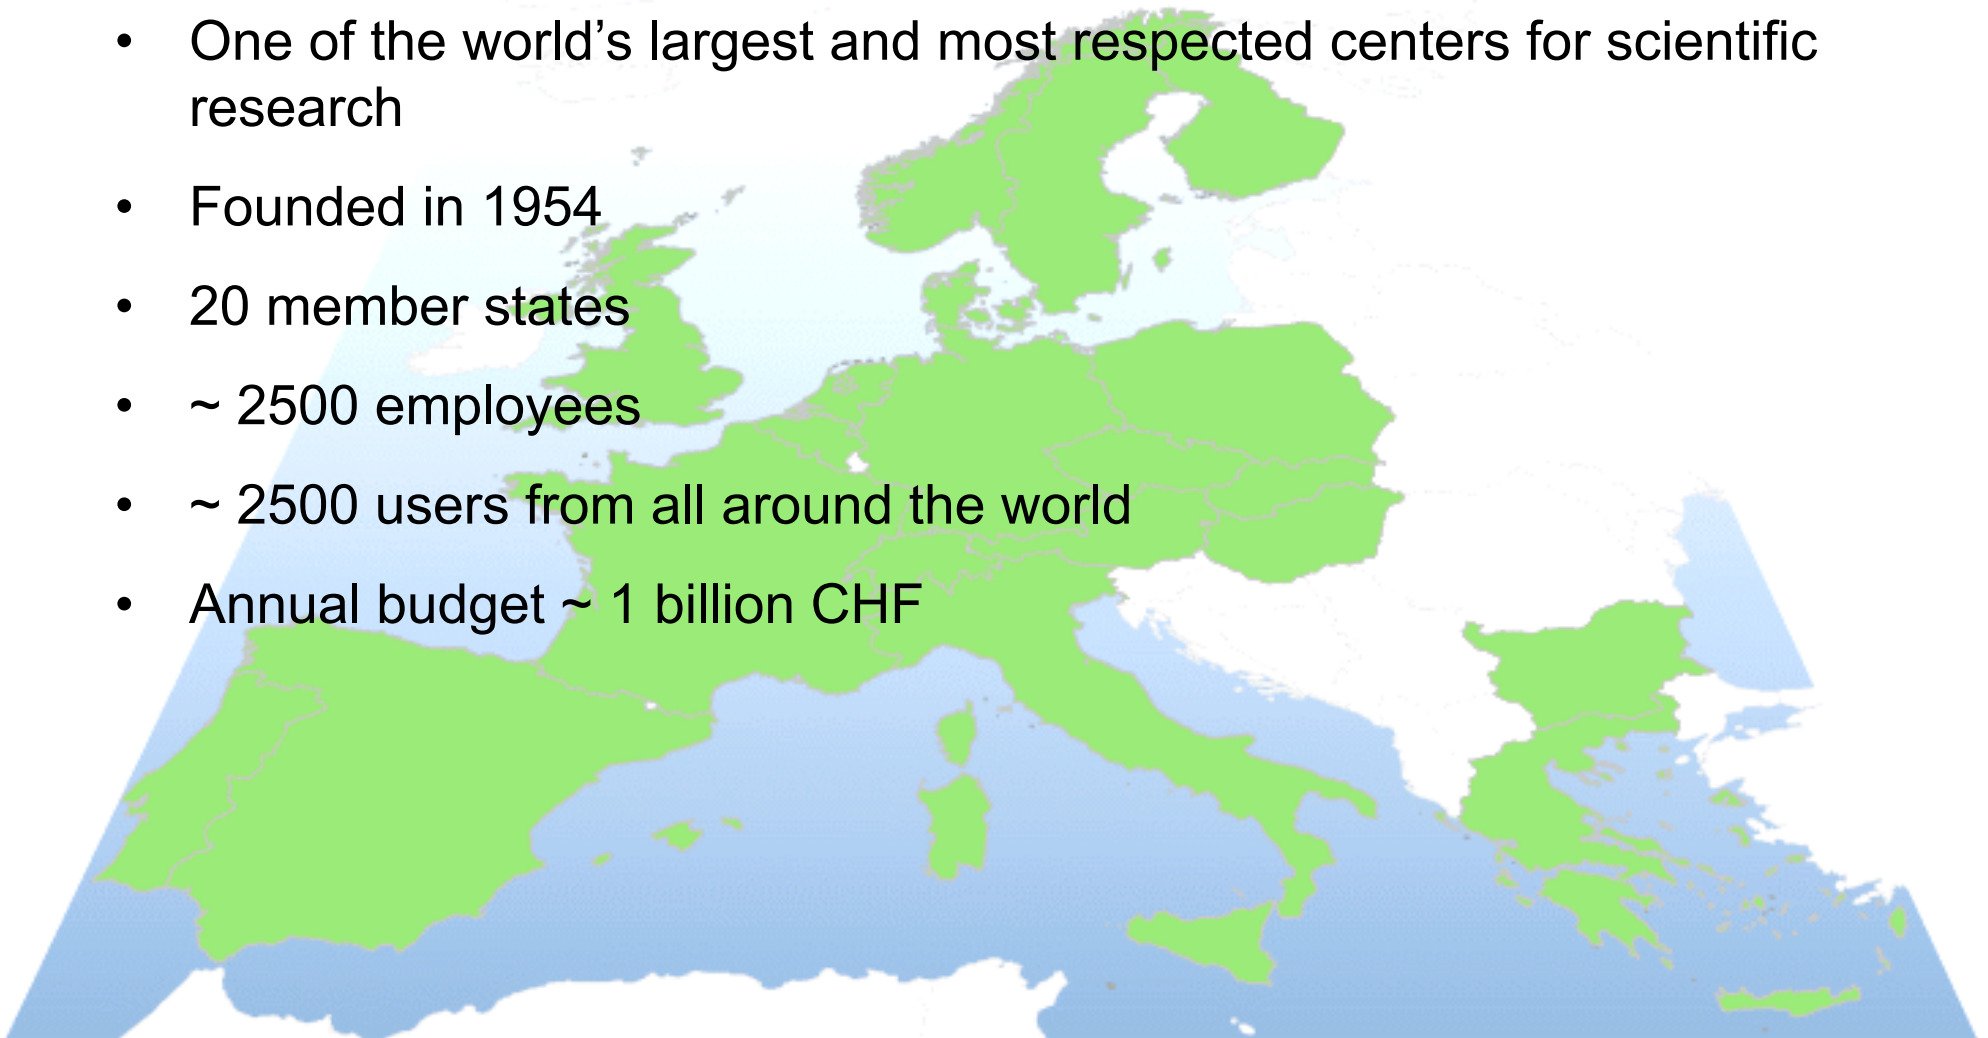 • One of the world’s largest and most respected centers for scientific
research
• Founded in 1954
• 20 member states
• ~ 2500 employees
• ~ 2500 users from all around the world
• Annual budget ~ 1 billion CHF